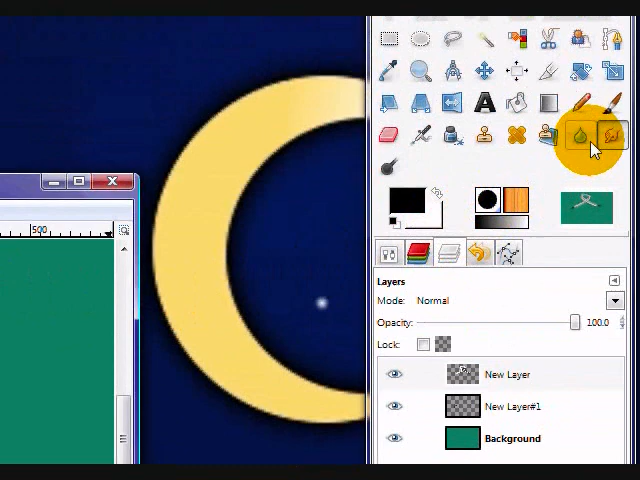 500
Layers
Mode: Normal
Opacity: 100.0
Lock:
New Layer
New Layer#1
Background